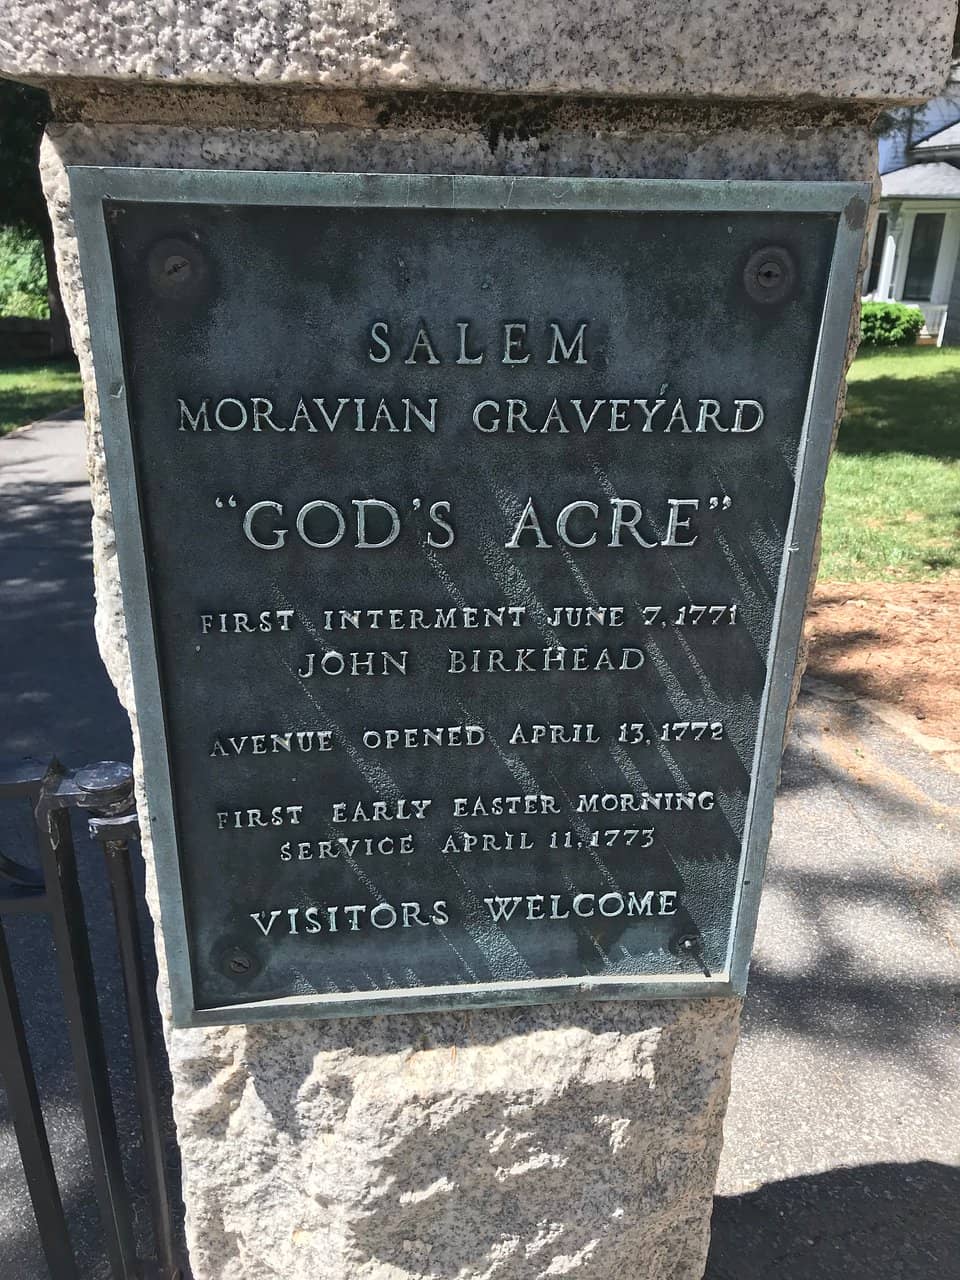 SALEM
MORAVIAN GRAVEYARD
“GOD'S ACRE”
FIRST INTERMENT JUNE 7, 1771
JOHN BIRKHEAD
AVENUE OPENED APRIL 13, 1772
FIRST EARLY EASTER MORNING
SERVICE APRIL 11, 1773
VISITORS WELCOME